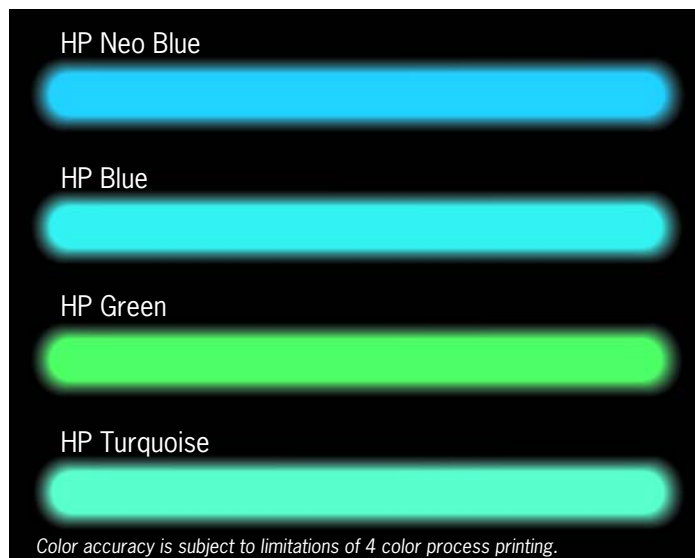 HP Neo Blue
HP Blue
HP Green
HP Turquoise
Color accuracy is subject to limitations of 4 color process printing.